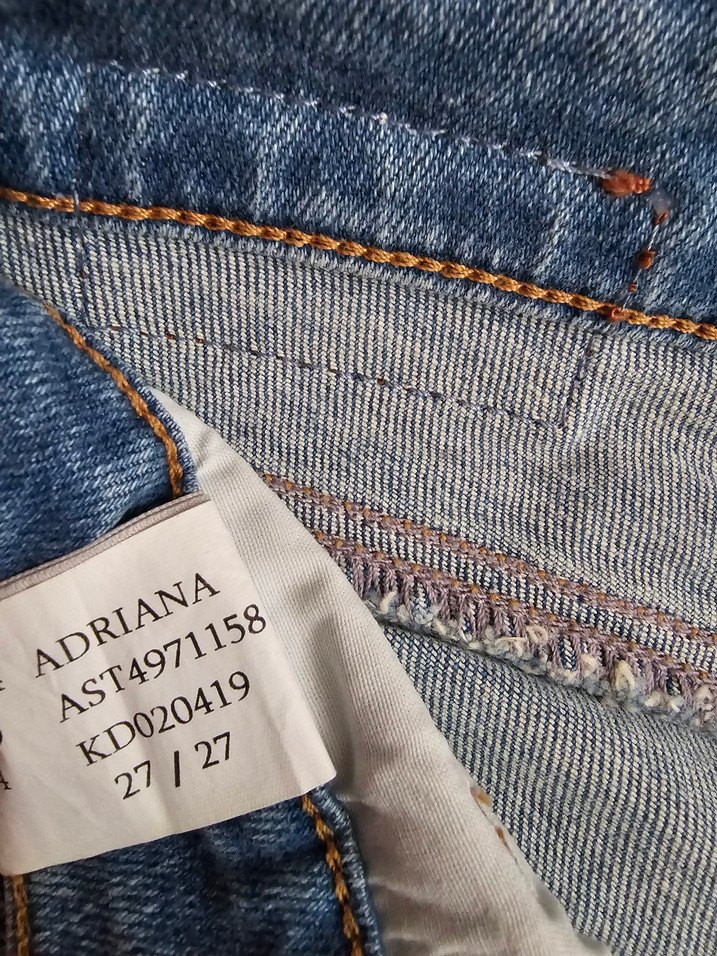 ADRIANA
AST4971158
KD020419
27 / 27